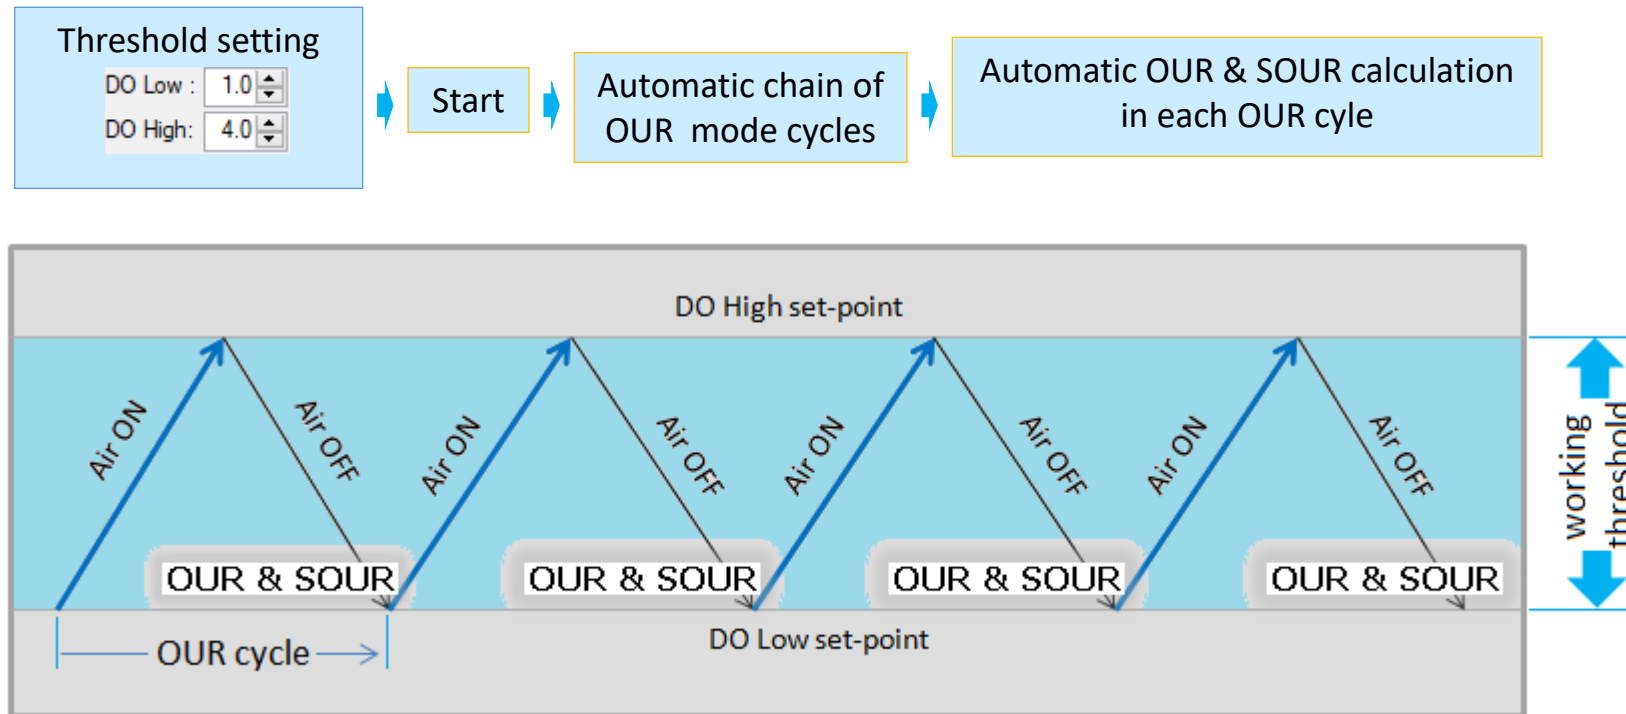 Threshold setting
DO Low : 1.0
DO High: 4.0
Start
Automatic chain of
OUR mode cycles
Automatic OUR & SOUR calculation
in each OUR cyle
DO High set-point
Air ON
Air OFF
Air ON
Air OFF
Air ON
Air OFF
Air ON
Air OFF
working
threshold
OUR & SOUR
OUR & SOUR
OUR & SOUR
OUR & SOUR
OUR cycle
DO Low set-point